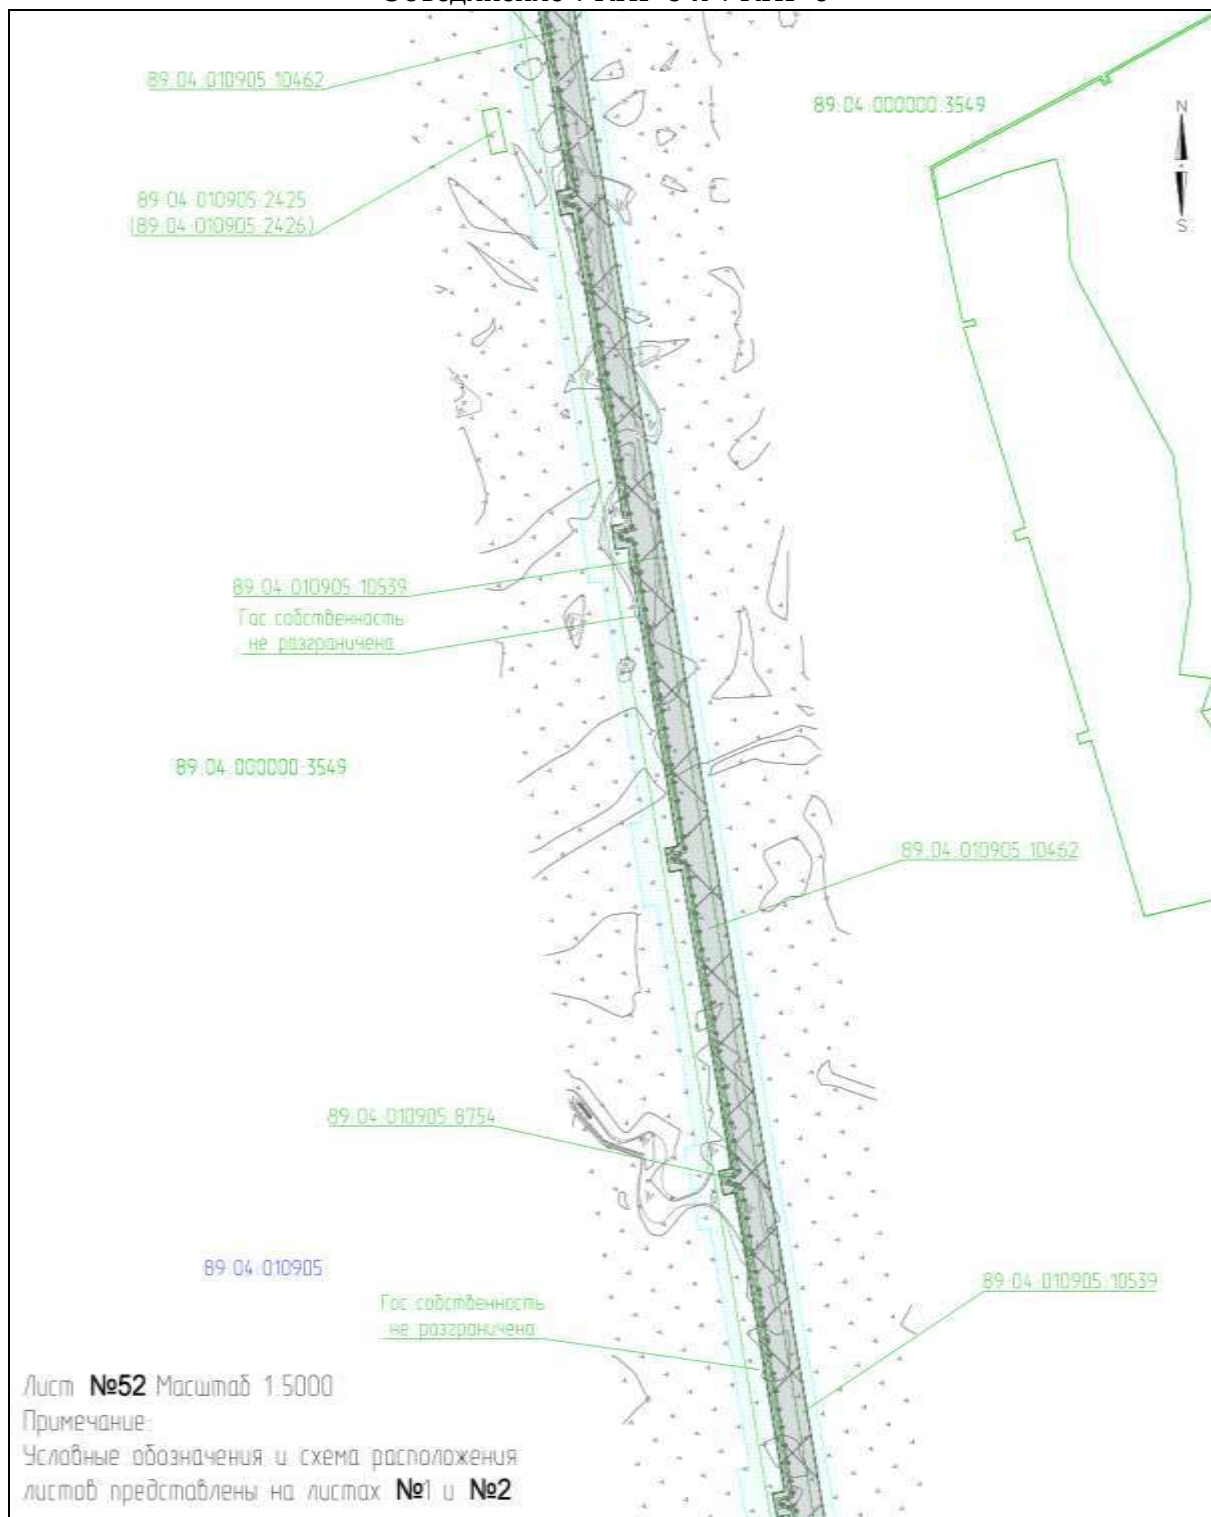 89:04:010905:10462
89:04:000000:3549
N
S
89:04:010905:2425
(89:04:010905:2426)
89:04:010905:10539
Гос.собственность
не разграничена
89:04:000000:3549
89:04:010905:10462
89:04:010905:8754
89:04:010905
89:04:010905:10539
Гос.собственность
не разграничена
Лист №52 Масштаб 1:5000
Примечание:
Условные обозначения и схема расположения
листов представлены на листах №1 и №2